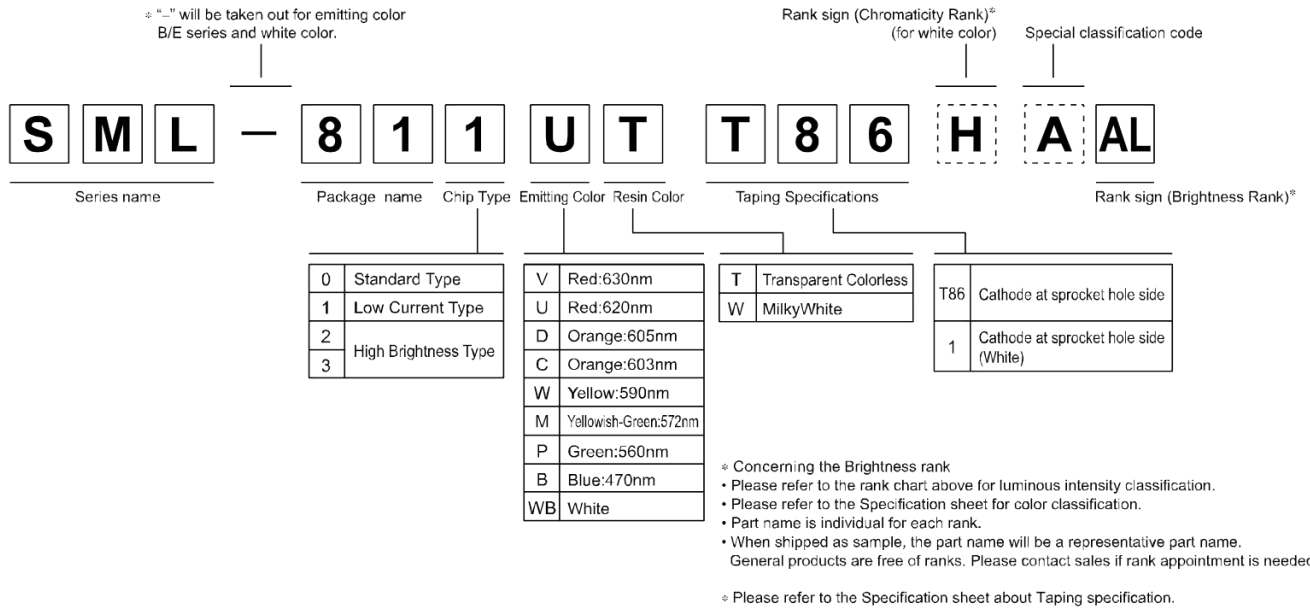 * “–” will be taken out for emitting color
B/E series and white color.
Rank sign (Chromaticity Rank)*
(for white color)
Special classification code
S M L — 8 1 1 U T T 8 6 H A AL
Series name
Package name
Chip Type
Emitting Color
Resin Color
Taping Specifications
Rank sign (Brightness Rank)*
0 Standard Type
1 Low Current Type
2
3
High Brightness Type
V Red:630nm
U Red:620nm
D Orange:605nm
C Orange:603nm
W Yellow:590nm
M Yellowish-Green:572nm
P Green:560nm
B Blue:470nm
WB White
T Transparent Colorless
W MilkyWhite
T86 Cathode at sprocket hole side
1 Cathode at sprocket hole side
(White)
* Concerning the Brightness rank
• Please refer to the rank chart above for luminous intensity classification.
• Please refer to the Specification sheet for color classification.
• Part name is individual for each rank.
• When shipped as sample, the part name will be a representative part name.
General products are free of ranks. Please contact sales if rank appointment is needed
* Please refer to the Specification sheet about Taping specification.